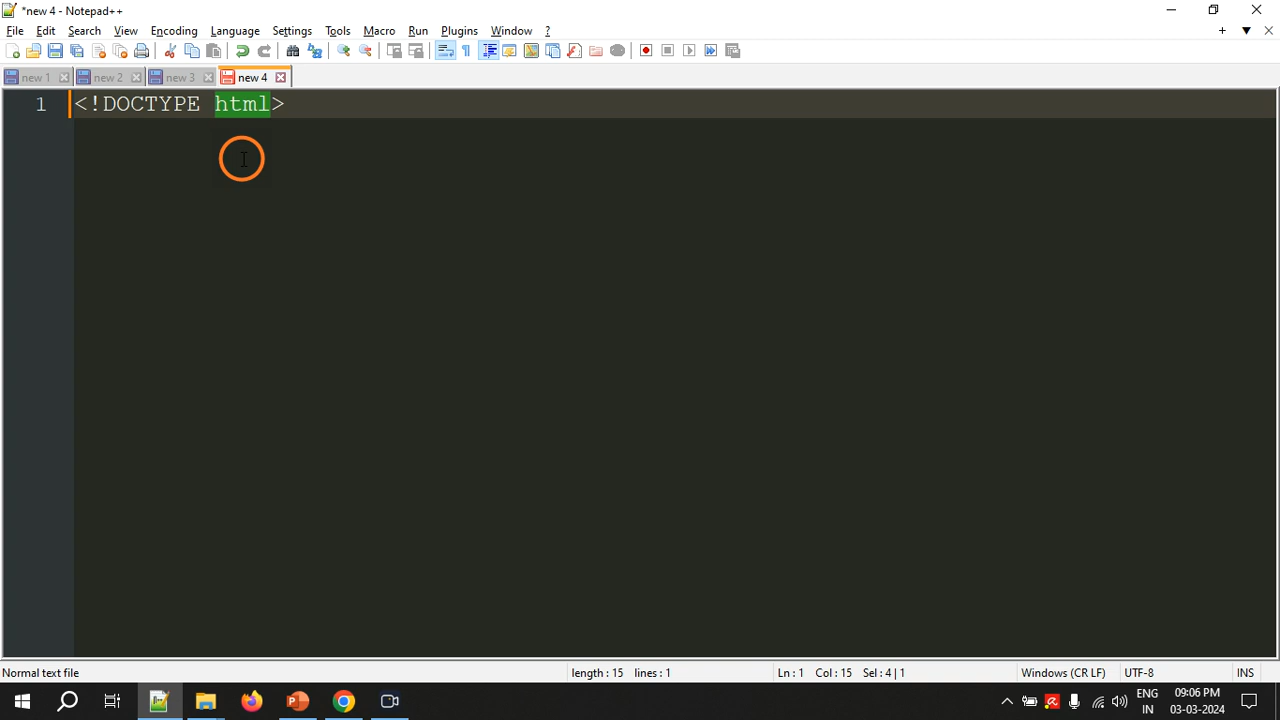 *new 4 - Notepad++
File Edit Search View Encoding Language Settings Tools Macro Run Plugins Window ?
new 1 new 2 new 3 new 4
1 <!DOCTYPE html>
Normal text file length : 15 lines : 1 Ln : 1 Col : 15 Sel : 4 | 1 Windows (CR LF) UTF-8 INS
ENG 09:06 PM
IN 03-03-2024